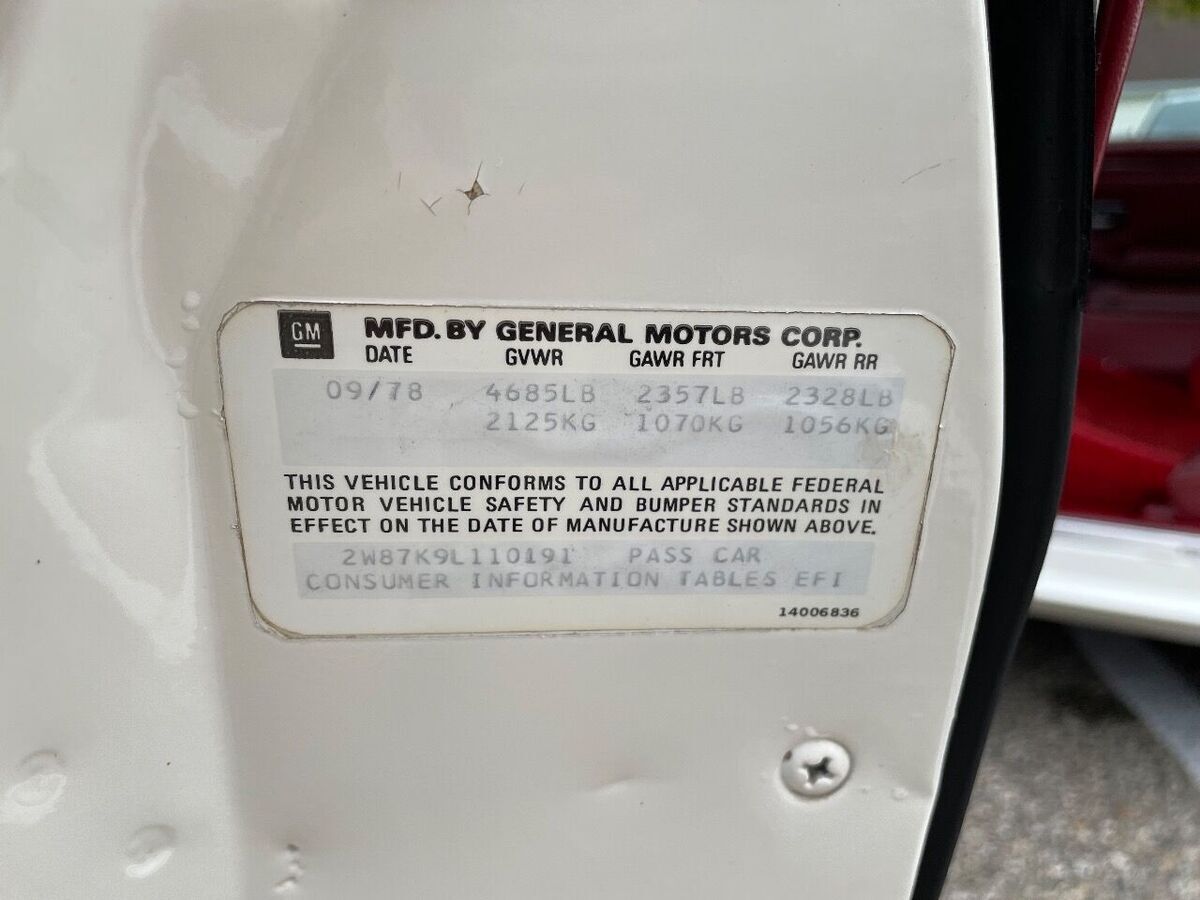 GM MFD. BY GENERAL MOTORS CORP.
DATE GVWR GAWR FRT GAWR RR
09/78 4685LB 2357LB 2328LB
2125KG 1070KG 1056KG
THIS VEHICLE CONFORMS TO ALL APPLICABLE FEDERAL
MOTOR VEHICLE SAFETY AND BUMPER STANDARDS IN
EFFECT ON THE DATE OF MANUFACTURE SHOWN ABOVE.
2W87K9L110191 PASS CAR
CONSUMER INFORMATION TABLES EFI
14006836